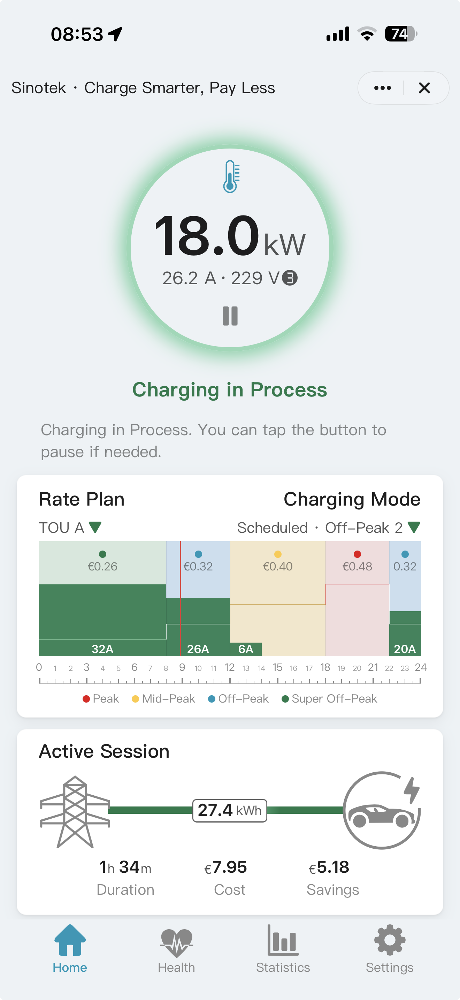 08:53
74
Sinotek · Charge Smarter, Pay Less
18.0 kW
26.2 A · 229 V 3
Charging in Process
Charging in Process. You can tap the button to
pause if needed.
Rate Plan
Charging Mode
TOU A
Scheduled · Off-Peak 2
€0.26 €0.32 €0.40 €0.48 0.32
32A 26A 6A 20A
0 1 2 3 4 5 6 7 8 9 10 11 12 13 14 15 16 17 18 19 20 21 22 23 24
Peak Mid-Peak Off-Peak Super Off-Peak
Active Session
27.4 kWh
1h 34m €7.95 €5.18
Duration Cost Savings
Home Health Statistics Settings